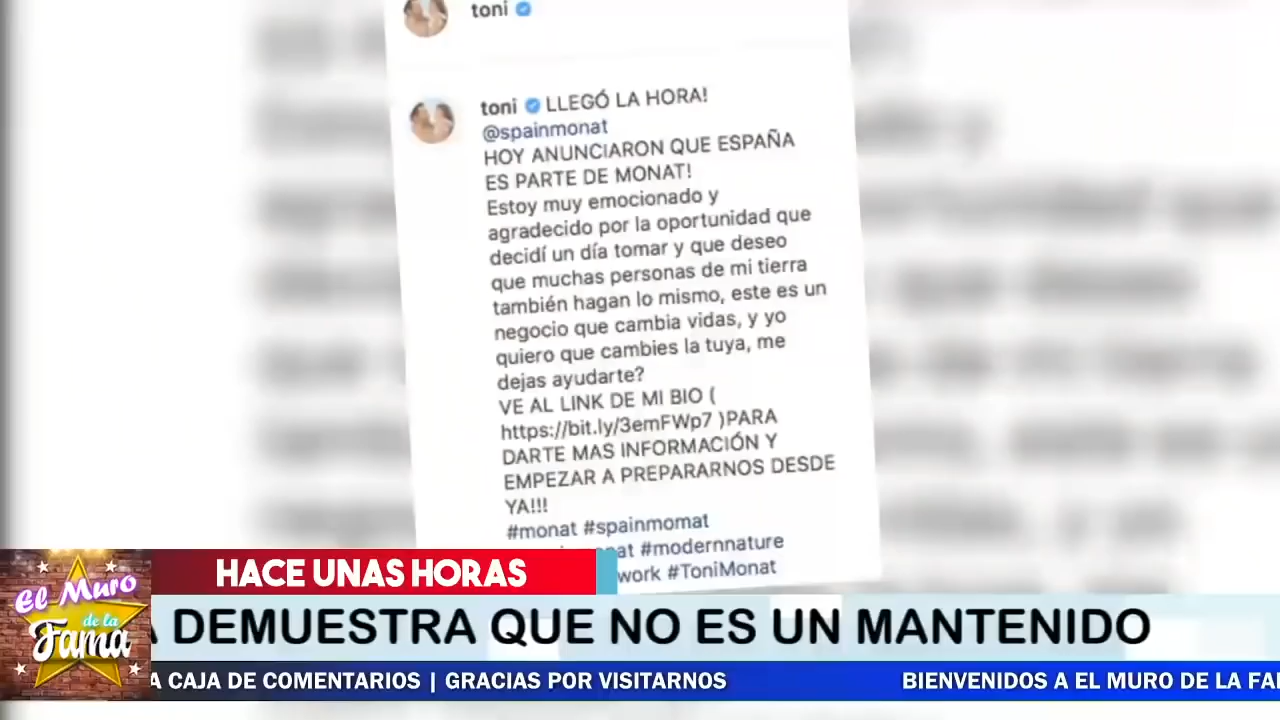 toni
toni LLEGÓ LA HORA!
@spainmonat
HOY ANUNCIARON QUE ESPAÑA
ES PARTE DE MONAT!
Estoy muy emocionado y
agradecido por la oportunidad que
decidí un día tomar y que deseo
que muchas personas de mi tierra
también hagan lo mismo, este es un
negocio que cambia vidas, y yo
quiero que cambies la tuya, me
dejas ayudarte?
VE AL LINK DE MI BIO (
https://bit.ly/3emFWp7 )PARA
DARTE MAS INFORMACIÓN Y
EMPEZAR A PREPARARNOS DESDE
YA!!!
#monat #spainmomat
#modernnature
#ToniMonat
HACE UNAS HORAS
El Muro
de la
Fama
DEMUESTRA QUE NO ES UN MANTENIDO
A CAJA DE COMENTARIOS | GRACIAS POR VISITARNOS
BIENVENIDOS A EL MURO DE LA FA